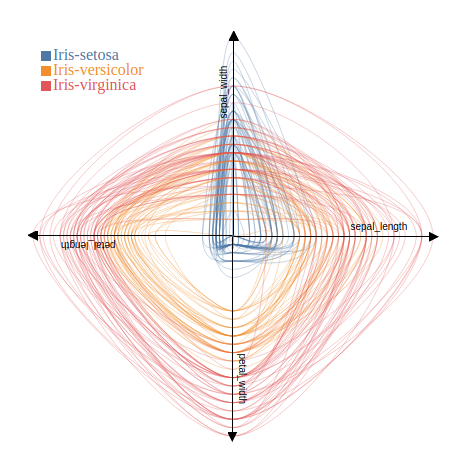 Iris-setosa
Iris-versicolor
Iris-virginica
sepal_width
sepal_length
petal_length
petal_width